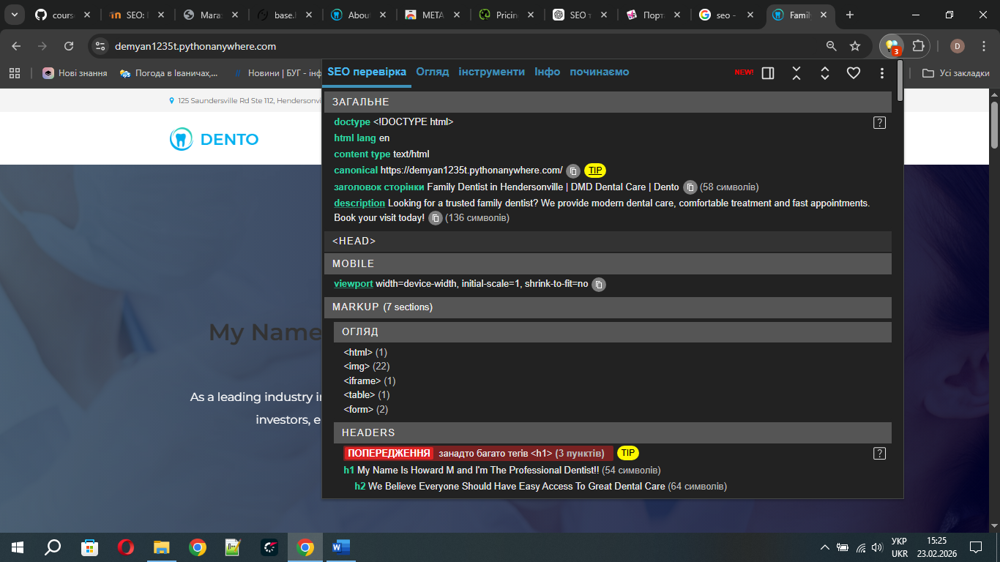 cours
SEO: I
Мага:
base.l
About
META
Pricin
SEO т
Порт
seo -
Famil
demyan1235t.pythonanywhere.com
3
D
Нові знання
Погода в Іваничах,...
Новини | БУГ - інф
Усі закладки
SEO перевірка Огляд інструменти Інфо починаємо
NEW!
125 Saundersville Rd Ste 112, Hendersonvi
DENTO
ЗАГАЛЬНЕ
doctype <!DOCTYPE html>
?
html lang en
content type text/html
canonical https://demyan1235t.pythonanywhere.com/ TIP
заголовок сторінки Family Dentist in Hendersonville | DMD Dental Care | Dento (58 символів)
description Looking for a trusted family dentist? We provide modern dental care, comfortable treatment and fast appointments.
Book your visit today! (136 символів)
<HEAD>
MOBILE
viewport width=device-width, initial-scale=1, shrink-to-fit=no
MARKUP (7 sections)
ОГЛЯД
My Name
<html> (1)
<img> (22)
<iframe> (1)
<table> (1)
<form> (2)
As a leading industry i
investors, e
HEADERS
ПОПЕРЕДЖЕННЯ занадто багато тегів <h1> (3 пунктів) TIP
?
h1 My Name Is Howard M and I'm The Professional Dentist!! (54 символів)
h2 We Believe Everyone Should Have Easy Access To Great Dental Care (64 символів)
УКР
UKR
15:25
23.02.2026